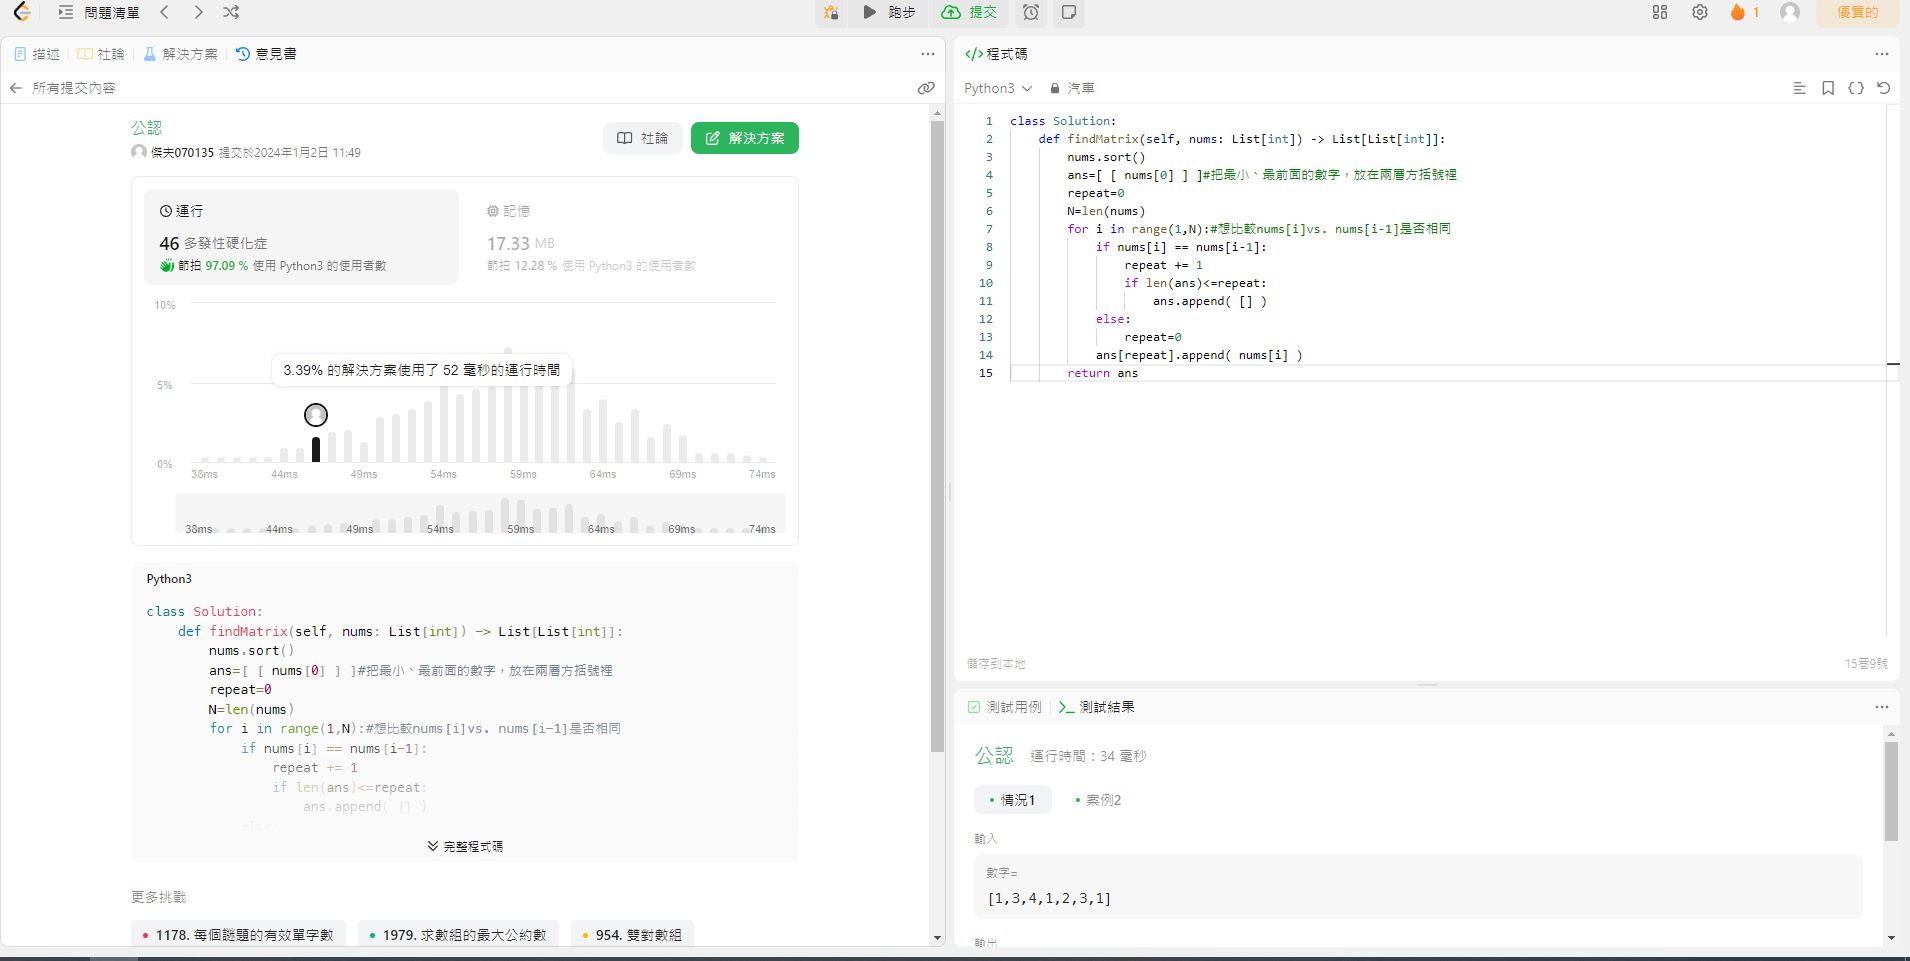 問題清單
跑步
提交
1
優質的
描述
社論
解決方案
意見書
所有提交內容
公認
傑夫070135 提交於2024年1月2日 11:49
社論
解決方案
運行
46 多發性硬化症
節拍 97.09 % 使用 Python3 的使用者數
記憶
17.33 MB
節拍 12.28 % 使用 Python3 的使用者數
10%
5%
0%
3.39% 的解決方案使用了 52 毫秒的運行時間
38ms 44ms 49ms 54ms 59ms 64ms 69ms 74ms
38ms 44ms 49ms 54ms 59ms 64ms 69ms 74ms
Python3
class Solution:
def findMatrix(self, nums: List[int]) -> List[List[int]]:
nums.sort()
ans=[ [ nums[0] ] ]#把最小、最前面的數字，放在兩層方括號裡
repeat=0
N=len(nums)
for i in range(1,N):#想比較nums[i]vs. nums[i-1]是否相同
if nums[i] == nums[i-1]:
repeat += 1
if len(ans)<=repeat:
ans.append( [] )
else:
完整程式碼
更多挑戰
1178. 每個謎題的有效單字數
1979. 求數組的最大公約數
954. 雙對數組
程式碼
Python3
汽車
1 class Solution:
2 def findMatrix(self, nums: List[int]) -> List[List[int]]:
3 nums.sort()
4 ans=[ [ nums[0] ] ]#把最小、最前面的數字，放在兩層方括號裡
5 repeat=0
6 N=len(nums)
7 for i in range(1,N):#想比較nums[i]vs. nums[i-1]是否相同
8 if nums[i] == nums[i-1]:
9 repeat += 1
10 if len(ans)<=repeat:
11 ans.append( [] )
12 else:
13 repeat=0
14 ans[repeat].append( nums[i] )
15 return ans
儲存到本地
15巷9號
測試用例
測試結果
公認 運行時間：34 毫秒
情況1
案例2
輸入
數字=
[1,3,4,1,2,3,1]
輸出